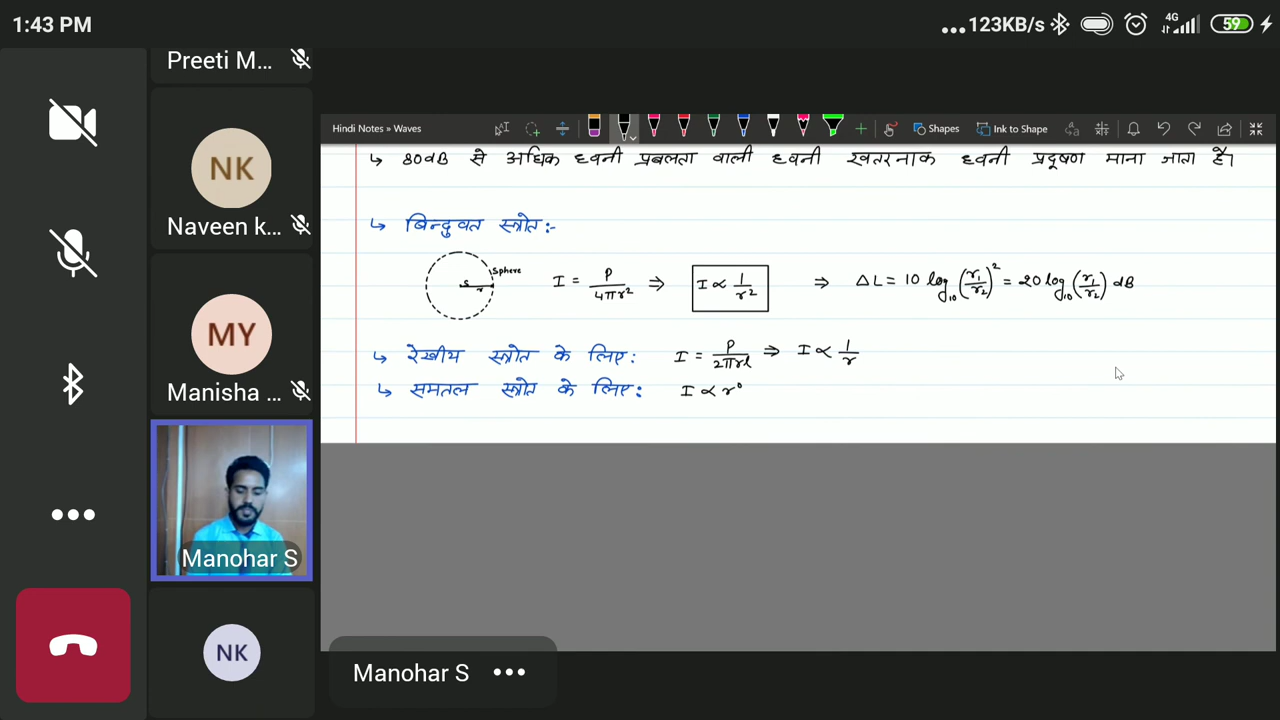 1:43 PM
...123KB/s 4G 59
Preeti M...
NK
Naveen k...
MY
Manisha ...
Manohar S
NK
Hindi Notes » Waves
Shapes
Ink to Shape
↳ 80dB से अधिक ध्वनी प्रबलता वाली ध्वनी खतरनाक ध्वनी प्रदूषण माना जाता है।
↳ बिन्दुवत स्त्रोत:-
S r Sphere I = P/4πr² ⇒ I ∝ 1/r² ⇒ ΔL = 10 log₁₀(r₁/r₂)² = 20 log₁₀(r₁/r₂) dB
↳ रेखीय स्त्रोत के लिए: I = P/2πrl ⇒ I ∝ 1/r
↳ समतल स्त्रोत के लिए: I ∝ r⁰
Manohar S